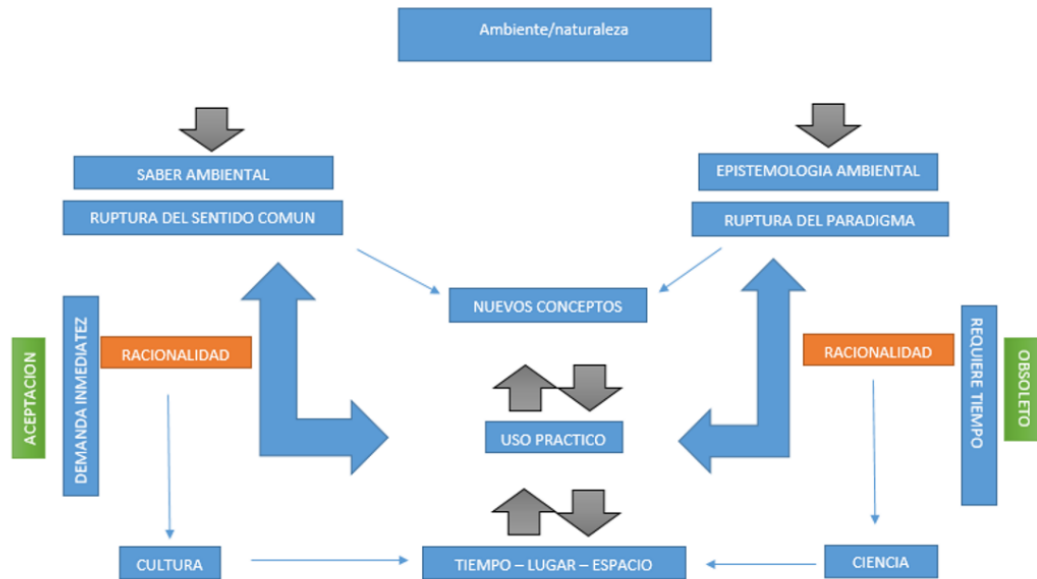 Ambiente/naturaleza
SABER AMBIENTAL
EPISTEMOLOGIA AMBIENTAL
RUPTURA DEL SENTIDO COMUN
RUPTURA DEL PARADIGMA
NUEVOS CONCEPTOS
ACEPTACION
DEMANDA INMEDIATEZ
RACIONALIDAD
RACIONALIDAD
REQUIERE TIEMPO
OBSOLETO
USO PRACTICO
CULTURA
TIEMPO – LUGAR – ESPACIO
CIENCIA